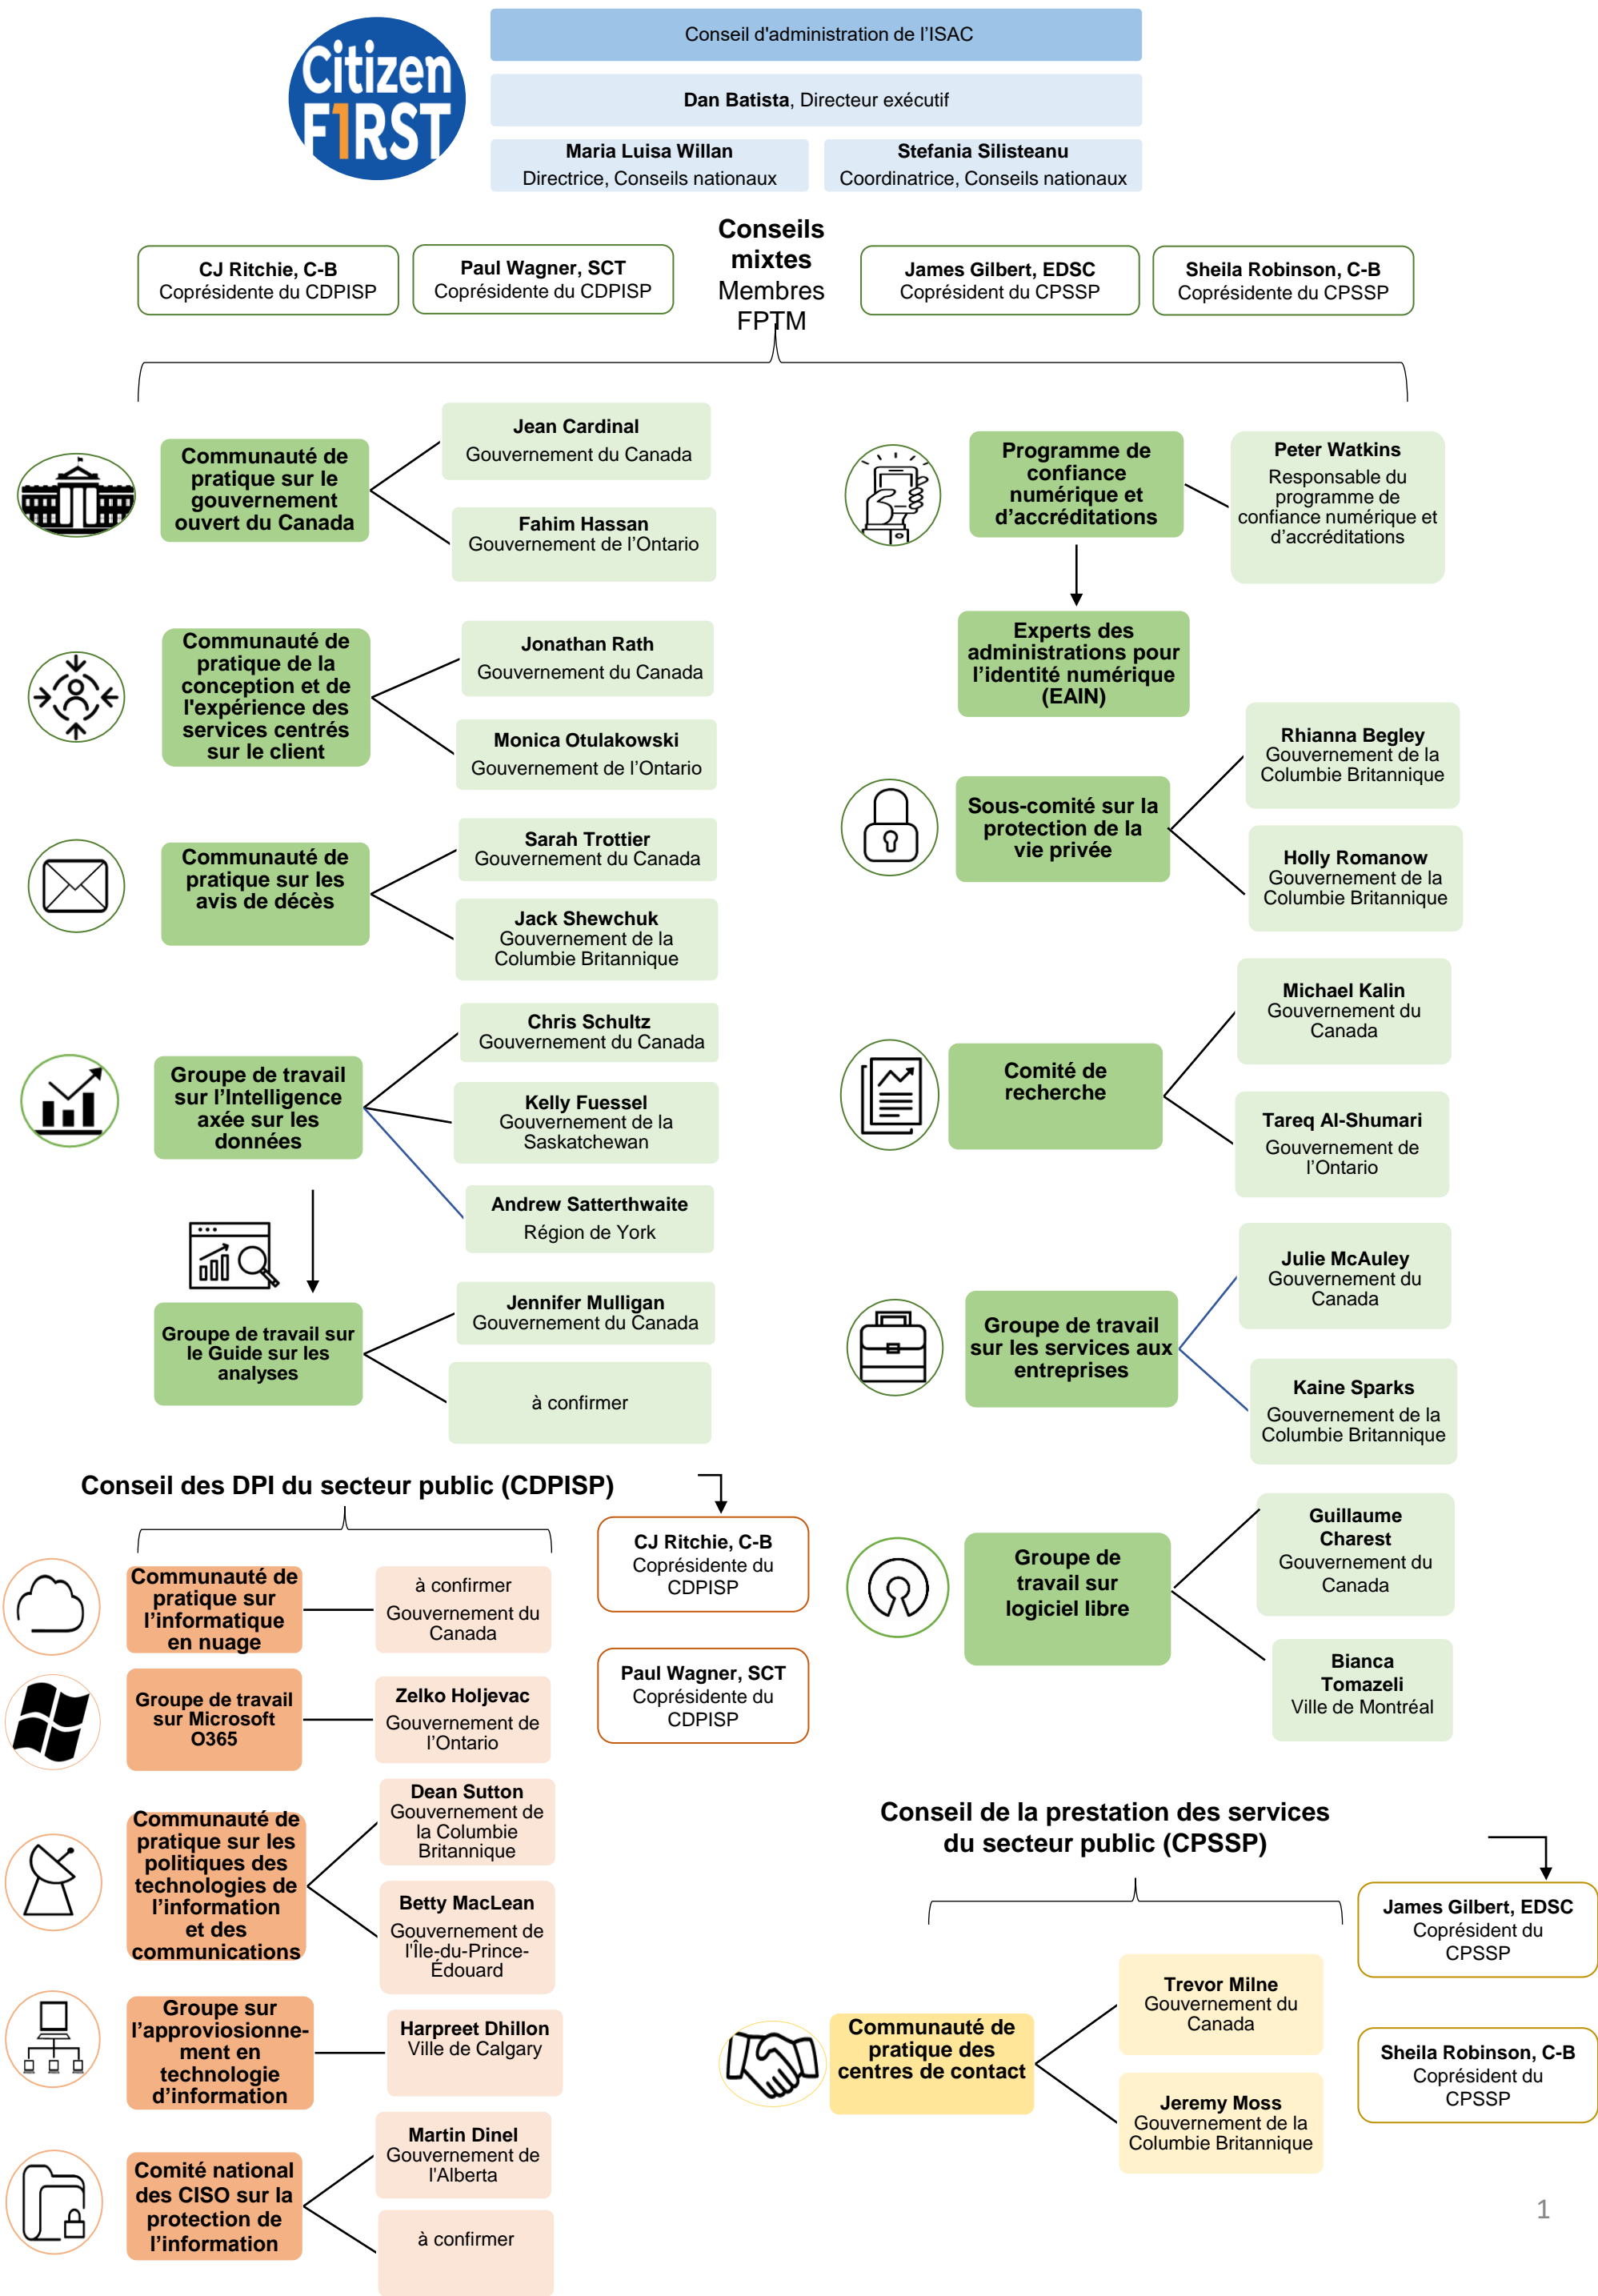 Citizen
F1RST
Conseil d'administration de l’ISAC
Dan Batista, Directeur exécutif
Maria Luisa Willan
Directrice, Conseils nationaux
Stefania Silisteanu
Coordinatrice, Conseils nationaux
CJ Ritchie, C-B
Coprésidente du CDPISP
Paul Wagner, SCT
Coprésidente du CDPISP
Conseils
mixtes
Membres
FPTM
James Gilbert, EDSC
Coprésident du CPSSP
Sheila Robinson, C-B
Coprésidente du CPSSP
Communauté de
pratique sur le
gouvernement
ouvert du Canada
Jean Cardinal
Gouvernement du Canada
Fahim Hassan
Gouvernement de l’Ontario
Communauté de
pratique de la
conception et de
l'expérience des
services centrés
sur le client
Jonathan Rath
Gouvernement du Canada
Monica Otulakowski
Gouvernement de l’Ontario
Communauté de
pratique sur les
avis de décès
Sarah Trottier
Gouvernement du Canada
Jack Shewchuk
Gouvernement de la
Columbie Britannique
Groupe de travail
sur l’Intelligence
axée sur les
données
Chris Schultz
Gouvernement du Canada
Kelly Fuessel
Gouvernement de la
Saskatchewan
Andrew Satterthwaite
Région de York
Groupe de travail sur
le Guide sur les
analyses
Jennifer Mulligan
Gouvernement du Canada
à confirmer
Programme de
confiance
numérique et
d’accréditations
Peter Watkins
Responsable du
programme de
confiance numérique et
d’accréditations
Experts des
administrations pour
l’identité numérique
(EAIN)
Sous-comité sur la
protection de la
vie privée
Rhianna Begley
Gouvernement de la
Columbie Britannique
Holly Romanow
Gouvernement de la
Columbie Britannique
Comité de
recherche
Michael Kalin
Gouvernement du
Canada
Tareq Al-Shumari
Gouvernement de
l’Ontario
Groupe de travail
sur les services aux
entreprises
Julie McAuley
Gouvernement du
Canada
Kaine Sparks
Gouvernement de la
Columbie Britannique
Groupe de
travail sur
logiciel libre
Guillaume
Charest
Gouvernement du
Canada
Bianca
Tomazeli
Ville de Montréal
Conseil des DPI du secteur public (CDPISP)
CJ Ritchie, C-B
Coprésidente du
CDPISP
Paul Wagner, SCT
Coprésidente du
CDPISP
Communauté de
pratique sur
l’informatique
en nuage
à confirmer
Gouvernement du
Canada
Groupe de travail
sur Microsoft
O365
Zelko Holjevac
Gouvernement de
l’Ontario
Communauté de
pratique sur les
politiques des
technologies de
l’information
et des
communications
Dean Sutton
Gouvernement de
la Columbie
Britannique
Betty MacLean
Gouvernement de
l'Île-du-Prince-
Édouard
Groupe sur
l’approviosionne-
ment en
technologie
d’information
Harpreet Dhillon
Ville de Calgary
Comité national
des CISO sur la
protection de
l’information
Martin Dinel
Gouvernement de
l'Alberta
à confirmer
Conseil de la prestation des services
du secteur public (CPSSP)
James Gilbert, EDSC
Coprésident du
CPSSP
Sheila Robinson, C-B
Coprésident du
CPSSP
Communauté de
pratique des
centres de contact
Trevor Milne
Gouvernement du
Canada
Jeremy Moss
Gouvernement de la
Columbie Britannique
1